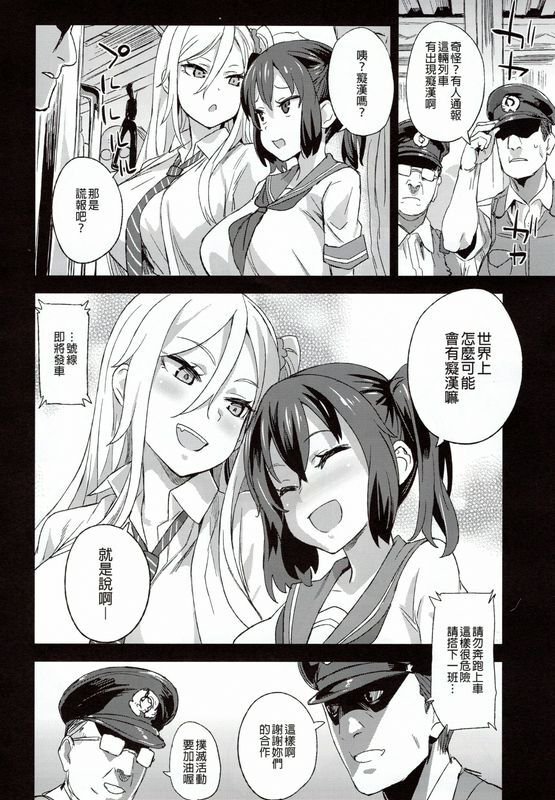 奇怪？有人通報
這輛列車
有出現癡漢啊
咦？
癡漢嗎？
那是
謊報吧？
世界上
怎麼可能
會有癡漢嘛
…號線
即將發車
就是說啊－
請勿奔跑上車
這樣很危險
請搭下一班…
這樣啊
謝謝妳們
的合作
撲滅活動
要加油喔